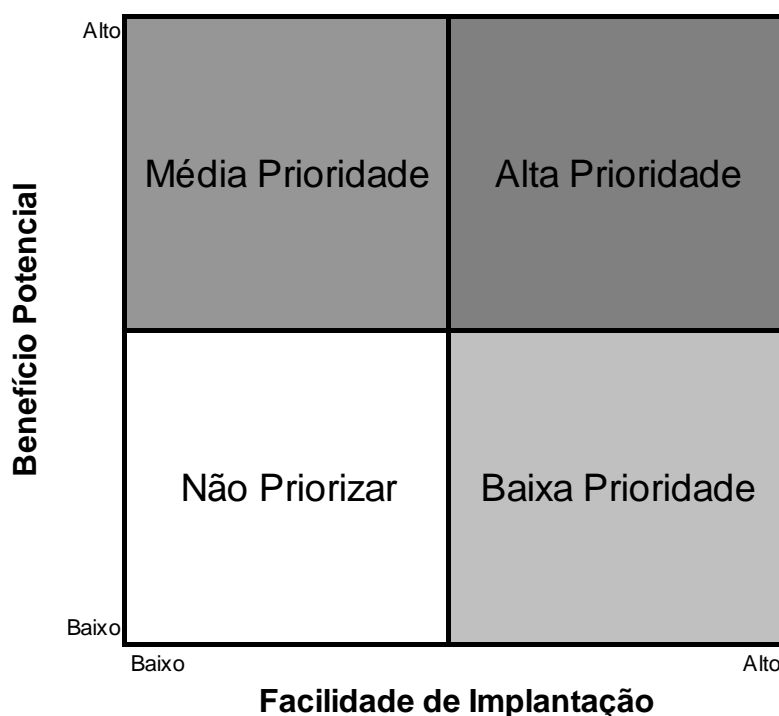 Alto
Benefício Potencial
Média Prioridade
Alta Prioridade
Não Priorizar
Baixa Prioridade
Baixo
Baixo
Alto
Facilidade de Implantação